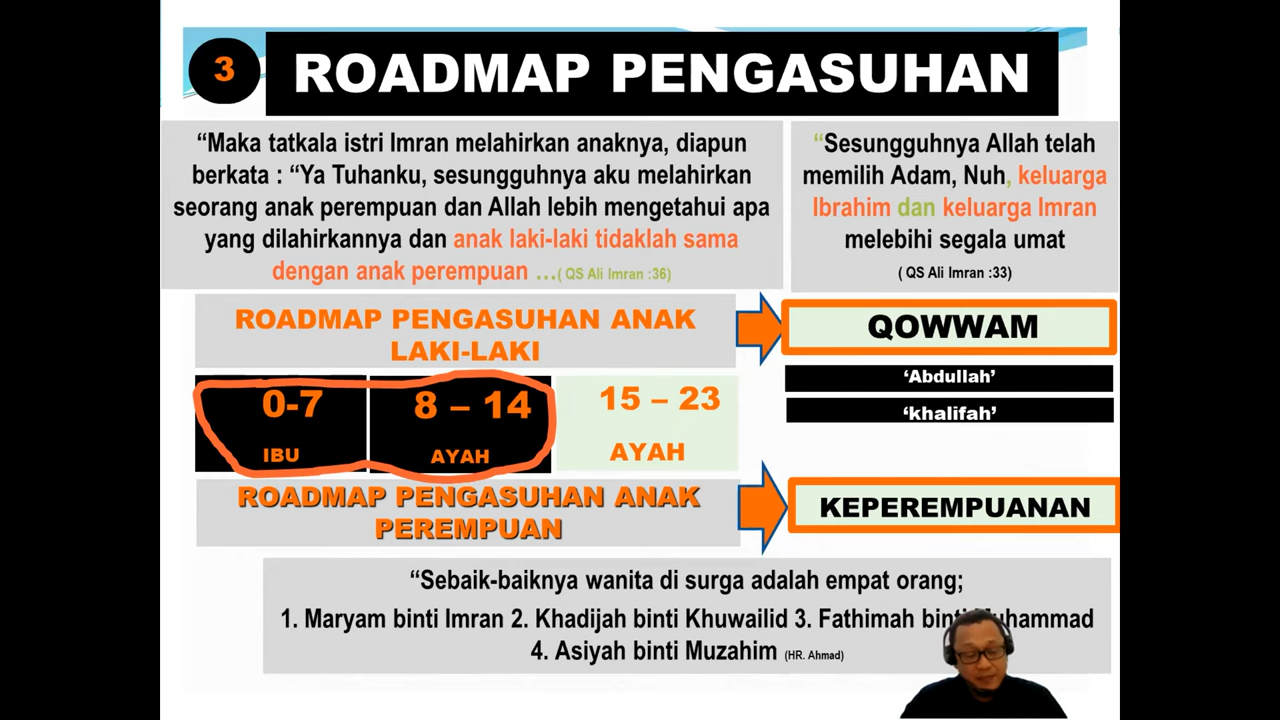 3
ROADMAP PENGASUHAN
“Maka tatkala istri Imran melahirkan anaknya, diapun
berkata : “Ya Tuhanku, sesungguhnya aku melahirkan
seorang anak perempuan dan Allah lebih mengetahui apa
yang dilahirkannya dan anak laki-laki tidaklah sama
dengan anak perempuan …( QS Ali Imran :36)
“Sesungguhnya Allah telah
memilih Adam, Nuh, keluarga
Ibrahim dan keluarga Imran
melebihi segala umat
( QS Ali Imran :33)
ROADMAP PENGASUHAN ANAK
LAKI-LAKI
QOWWAM
‘Abdullah’
‘khalifah’
0-7
IBU
8 – 14
AYAH
15 – 23
AYAH
ROADMAP PENGASUHAN ANAK
PEREMPUAN
KEPEREMPUANAN
“Sebaik-baiknya wanita di surga adalah empat orang;
1. Maryam binti Imran 2. Khadijah binti Khuwailid 3. Fathimah binti Muhammad
4. Asiyah binti Muzahim (HR. Ahmad)